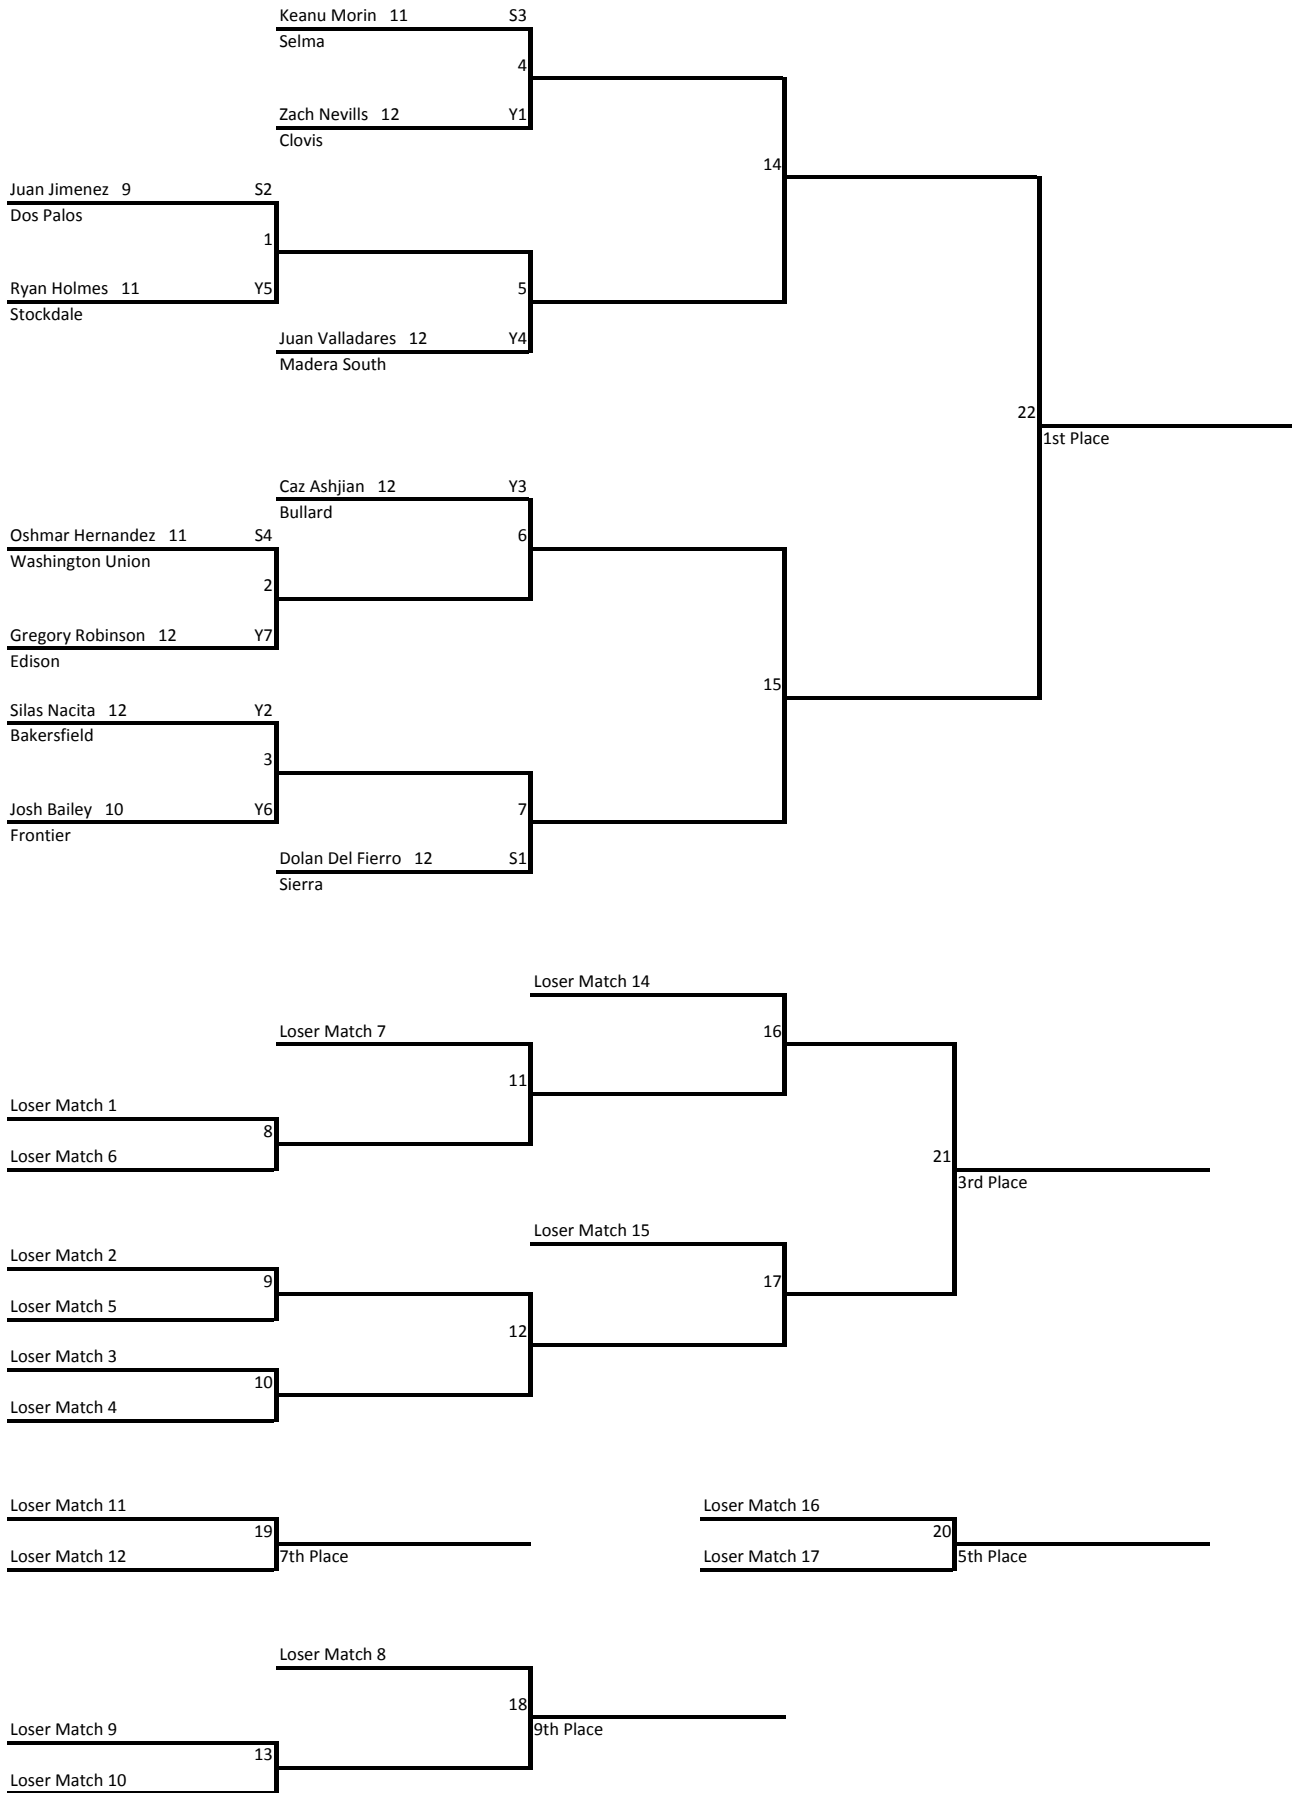 Keanu Morin 11 S3
Selma
4
Zach Nevills 12 Y1
Clovis
14
Juan Jimenez 9 S2
Dos Palos
1
Ryan Holmes 11 Y5
5
Stockdale
Juan Valladares 12 Y4
Madera South
22
1st Place
Caz Ashjian 12 Y3
Bullard
Oshmar Hernandez 11 S4
6
Washington Union
2
Gregory Robinson 12 Y7
Edison
15
Silas Nacita 12 Y2
Bakersfield
3
Josh Bailey 10 Y6
7
Frontier
Dolan Del Fierro 12 S1
Sierra
Loser Match 14
Loser Match 7
16
11
Loser Match 1
8
Loser Match 6
21
3rd Place
Loser Match 15
Loser Match 2
9
17
Loser Match 5
12
Loser Match 3
10
Loser Match 4
Loser Match 11
19
Loser Match 12
7th Place
Loser Match 16
20
Loser Match 17
5th Place
Loser Match 8
18
9th Place
Loser Match 9
13
Loser Match 10